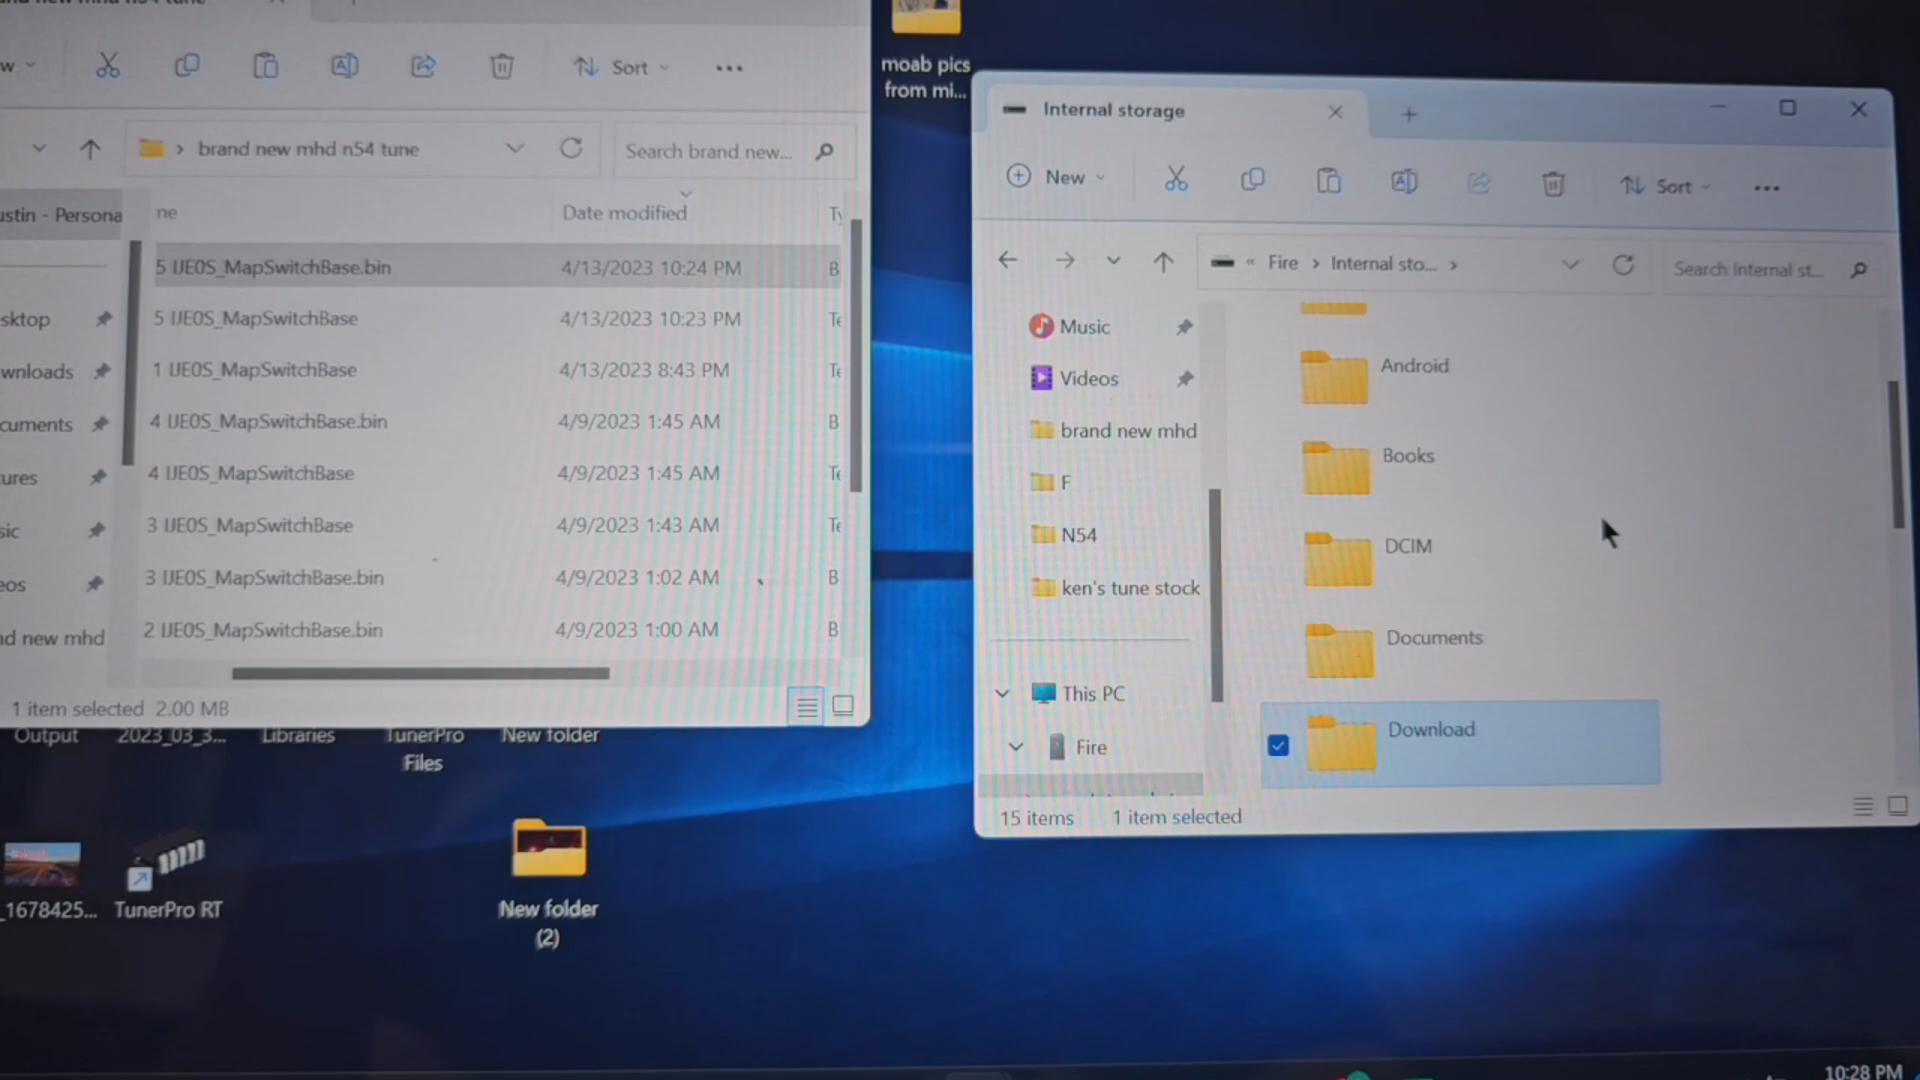 w
Sort
brand new mhd n54 tune
Search brand new...
ustin - Persona
ne
Date modified
5 IJE0S_MapSwitchBase.bin
4/13/2023 10:24 PM
B
sktop
5 IJE0S_MapSwitchBase
4/13/2023 10:23 PM
Te
wnloads
1 IJE0S_MapSwitchBase
4/13/2023 8:43 PM
Te
cuments
4 IJE0S_MapSwitchBase.bin
4/9/2023 1:45 AM
B
ures
4 IJE0S_MapSwitchBase
4/9/2023 1:45 AM
Te
sic
3 IJE0S_MapSwitchBase
4/9/2023 1:43 AM
Te
eos
3 IJE0S_MapSwitchBase.bin
4/9/2023 1:02 AM
B
nd new mhd
2 IJE0S_MapSwitchBase.bin
4/9/2023 1:00 AM
B
1 item selected 2.00 MB
moab pics
from mi...
Internal storage
New
Sort
« Fire > Internal sto... >
Search Internal st...
Music
Videos
brand new mhd
F
N54
ken's tune stock
This PC
Fire
Android
Books
DCIM
Documents
Download
15 items 1 item selected
Output
2023_03_3...
Libraries
TunerPro
Files
New folder
_1678425...
TunerPro RT
New folder
(2)
10:28 PM